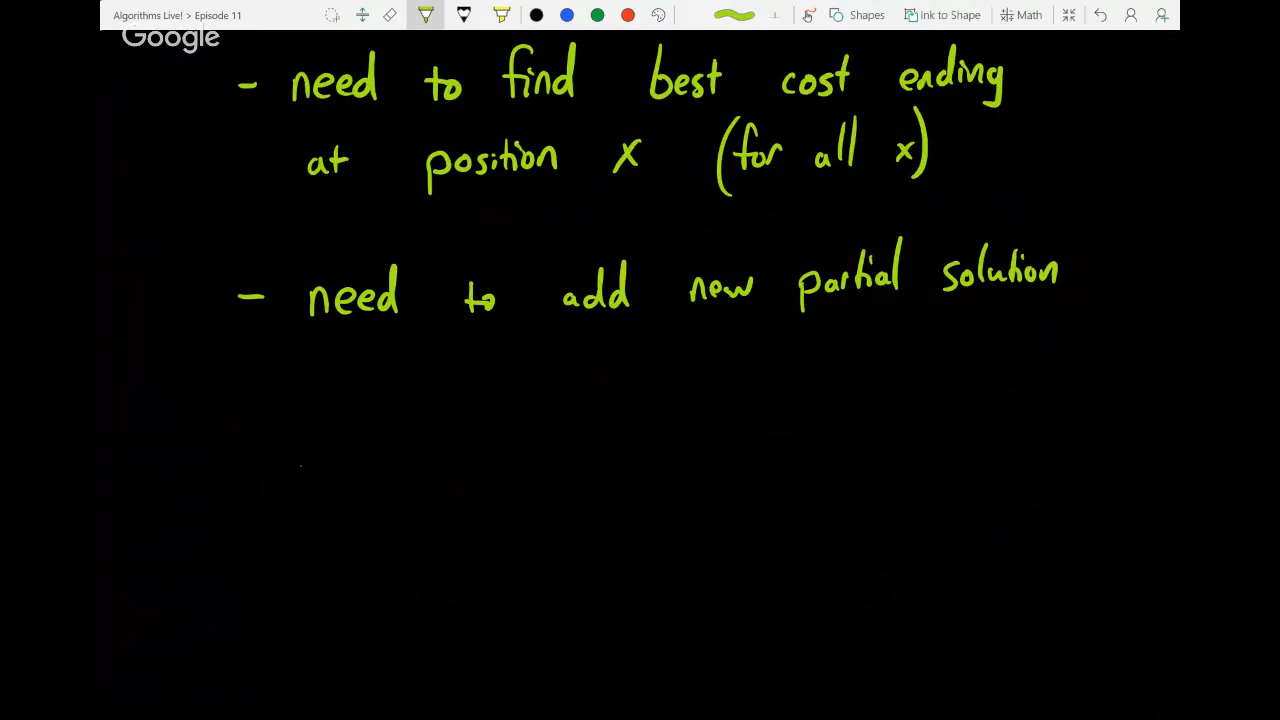 Algorithms Live! > Episode 11
Shapes
Ink to Shape
Math
Google
- need to find best cost ending
at position x (for all x)
- need to add new partial solution